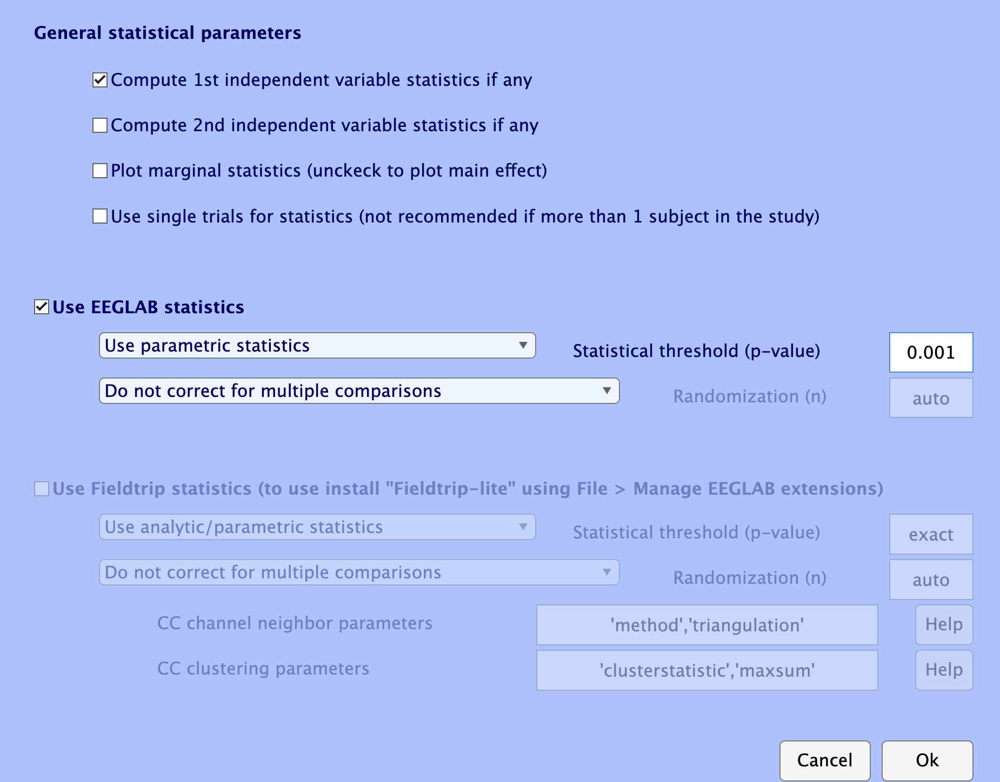 General statistical parameters
Compute 1st independent variable statistics if any
Compute 2nd independent variable statistics if any
Plot marginal statistics (unckeck to plot main effect)
Use single trials for statistics (not recommended if more than 1 subject in the study)
Use EEGLAB statistics
Use parametric statistics Statistical threshold (p-value) 0.001
Do not correct for multiple comparisons Randomization (n) auto
Use Fieldtrip statistics (to use install "Fieldtrip-lite" using File > Manage EEGLAB extensions)
Use analytic/parametric statistics Statistical threshold (p-value) exact
Do not correct for multiple comparisons Randomization (n) auto
CC channel neighbor parameters 'method','triangulation' Help
CC clustering parameters 'clusterstatistic','maxsum' Help
Cancel Ok